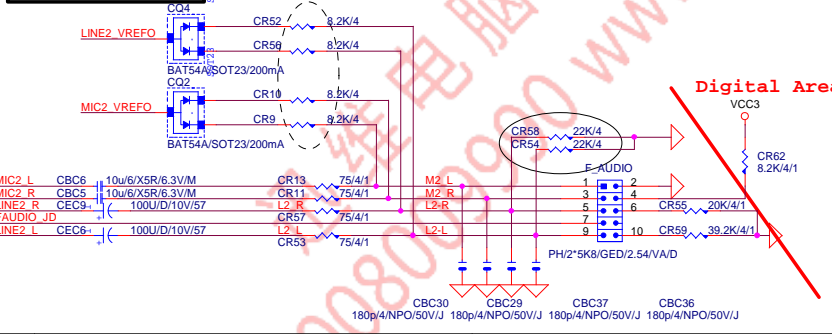 CQ4
CR52 8.2K/4
LINE2_VREFO
CR56 8.2K/4
SOT23
BAT54A/SOT23/200mA
CQ2
CR10 8.2K/4
MIC2_VREFO
CR9 8.2K/4
BAT54A/SOT23/200mA
Digital Area
VCC3
CR58 22K/4
CR54 22K/4
F_AUDIO
CR62
8.2K/4/1
MIC2_L CBC6 10u/6/X5R/6.3V/M CR13 75/4/1 M2_L 1 2
MIC2_R CBC5 10u/6/X5R/6.3V/M CR11 75/4/1 M2_R 3 4
LINE2_R CEC9 100U/D/10V/57 L2_R 75/4/1 L2-R 5 6 CR55 20K/4/1
FAUDIO_JD CR57 7
LINE2_L CEC6 100U/D/10V/57 L2_L 75/4/1 L2-L 9 10 CR59 39.2K/4/1
CR53
PH/2*5K8/GED/2.54/VA/D
CBC30 CBC29 CBC37 CBC36
180p/4/NPO/50V/J 180p/4/NPO/50V/J 180p/4/NPO/50V/J 180p/4/NPO/50V/J
迅维电脑
008009990 www